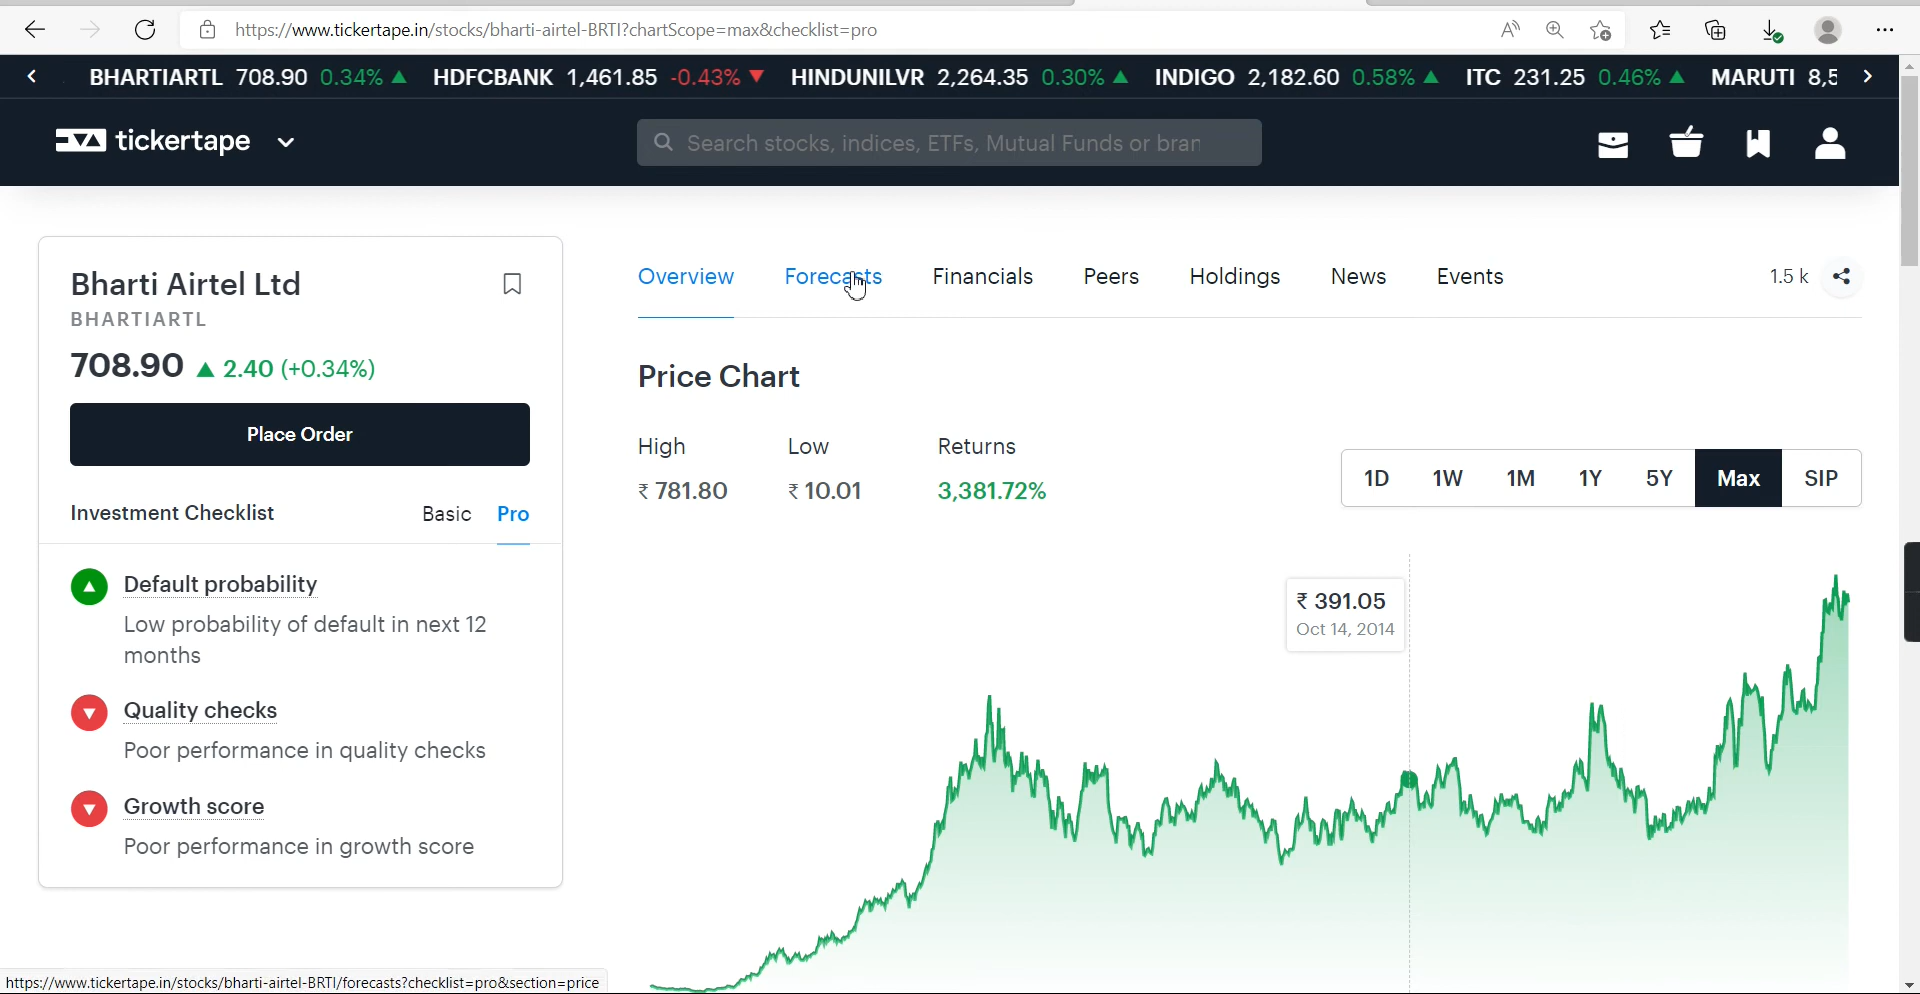 https://www.tickertape.in/stocks/bharti-airtel-BRTI?chartScope=max&checklist=pro
BHARTIARTL 708.90 0.34% ▲ HDFCBANK 1,461.85 -0.43% ▼ HINDUNILVR 2,264.35 0.30% ▲ INDIGO 2,182.60 0.58% ▲ ITC 231.25 0.46% ▲ MARUTI 8,5
tickertape
Search stocks, indices, ETFs, Mutual Funds or bran
Bharti Airtel Ltd
BHARTIARTL
708.90 ▲ 2.40 (+0.34%)
Place Order
Investment Checklist Basic Pro
Default probability
Low probability of default in next 12
months
Quality checks
Poor performance in quality checks
Growth score
Poor performance in growth score
Overview Forecasts Financials Peers Holdings News Events 1.5 k
Price Chart
High Low Returns
₹ 781.80 ₹ 10.01 3,381.72%
1D 1W 1M 1Y 5Y Max SIP
₹ 391.05
Oct 14, 2014
https://www.tickertape.in/stocks/bharti-airtel-BRTI/forecasts?checklist=pro&section=price